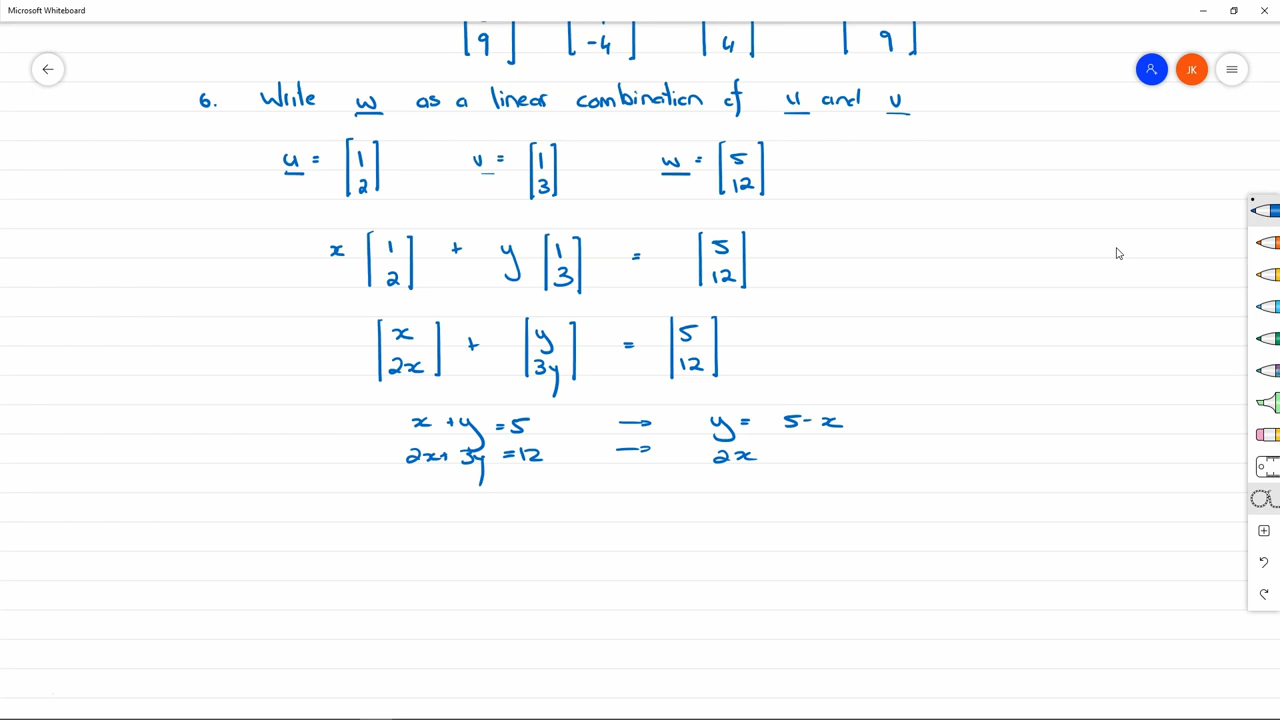 Microsoft Whiteboard
9 -4 4 9
JK
6. Write w as a linear combination of u and v
u = [1 2] v = [1 3] w = [5 12]
x [1 2] + y [1 3] = [5 12]
[x 2x] + [y 3y] = [5 12]
x + y = 5 → y = 5 - x
2x + 3y = 12 → 2x